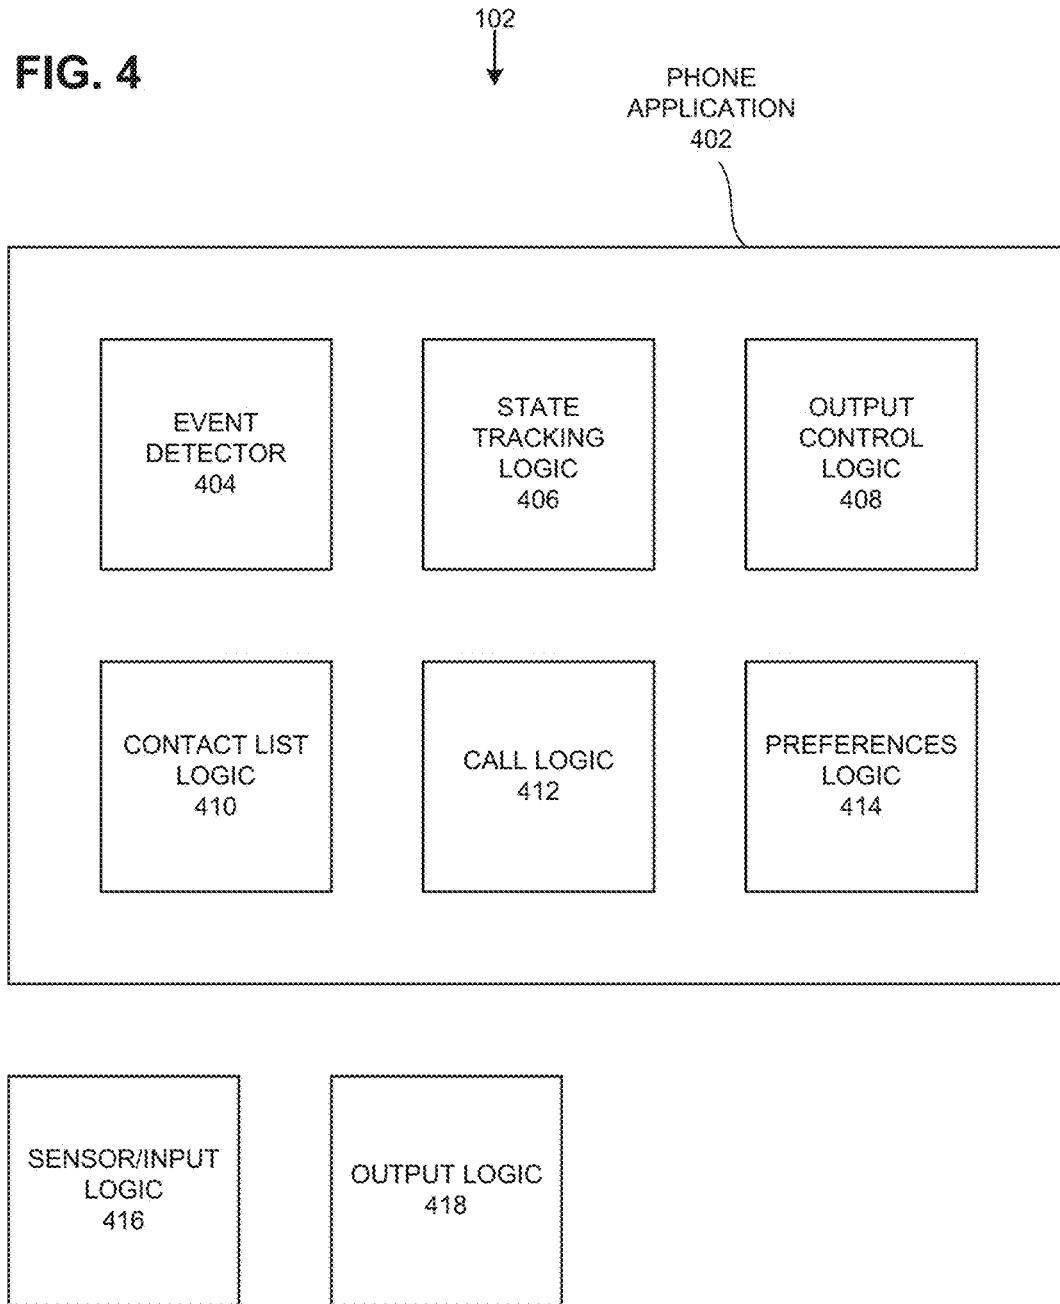 102
FIG. 4
PHONE
APPLICATION
402
EVENT
DETECTOR
404
STATE
TRACKING
LOGIC
406
OUTPUT
CONTROL
LOGIC
408
CONTACT LIST
LOGIC
410
CALL LOGIC
412
PREFERENCES
LOGIC
414
SENSOR/INPUT
LOGIC
416
OUTPUT LOGIC
418